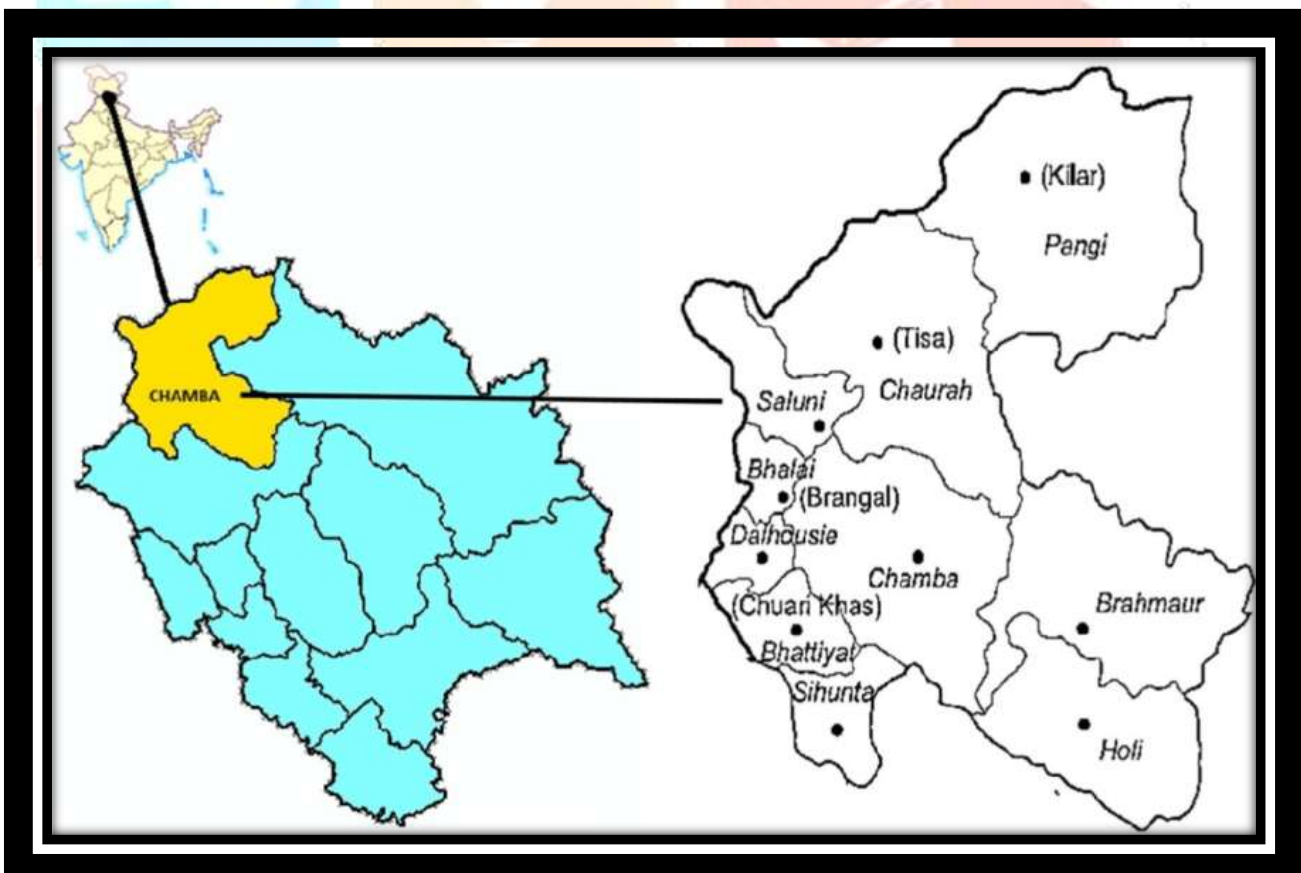 CHAMBA
(Kilar)
Pangi
(Tisa)
Chaurah
Saluni
Bhalai
(Brangal)
Dalhousie
Chamba
(Chuari Khas)
Bhattiyat
Sihunta
Brahmaur
Holi